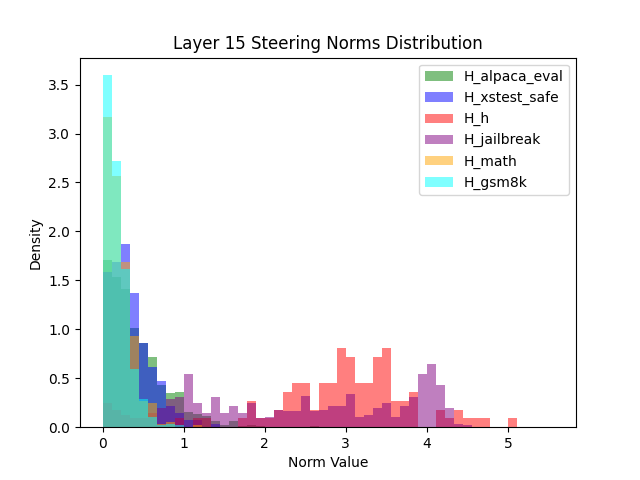 Layer 15 Steering Norms Distribution
H_alpaca_eval
H_xstest_safe
H_h
H_jailbreak
H_math
H_gsm8k
3.5
3.0
2.5
2.0
1.5
1.0
0.5
0.0
Density
0 1 2 3 4 5
Norm Value